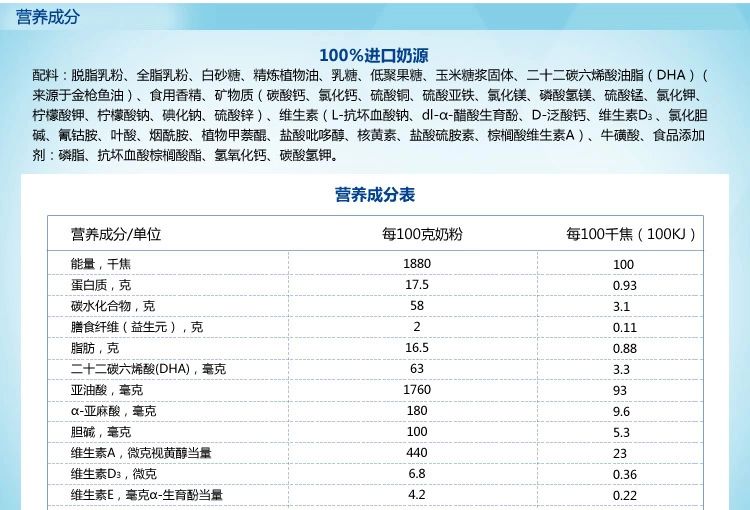 营养成分
100%进口奶源
配料：脱脂乳粉、全脂乳粉、白砂糖、精炼植物油、乳糖、低聚果糖、玉米糖浆固体、二十二碳六烯酸油脂（DHA）（
来源于金枪鱼油）、食用香精、矿物质（碳酸钙、氯化钙、硫酸铜、硫酸亚铁、氯化镁、磷酸氢镁、硫酸锰、氯化钾、
柠檬酸钾、柠檬酸钠、碘化钠、硫酸锌）、维生素（L-抗坏血酸钠、dl-α-醋酸生育酚、D-泛酸钙、维生素D₃、氯化胆
碱、氰钴胺、叶酸、烟酰胺、植物甲萘醌、盐酸吡哆醇、核黄素、盐酸硫胺素、棕榈酸维生素A）、牛磺酸、食品添加
剂：磷脂、抗坏血酸棕榈酸酯、氢氧化钙、碳酸氢钾。
营养成分表
营养成分/单位 每100克奶粉 每100千焦（100KJ）
能量，千焦 1880 100
蛋白质，克 17.5 0.93
碳水化合物，克 58 3.1
膳食纤维（益生元），克 2 0.11
脂肪，克 16.5 0.88
二十二碳六烯酸(DHA)，毫克 63 3.3
亚油酸，毫克 1760 93
α-亚麻酸，毫克 180 9.6
胆碱，毫克 100 5.3
维生素A，微克视黄醇当量 440 23
维生素D₃，微克 6.8 0.36
维生素E，毫克α-生育酚当量 4.2 0.22